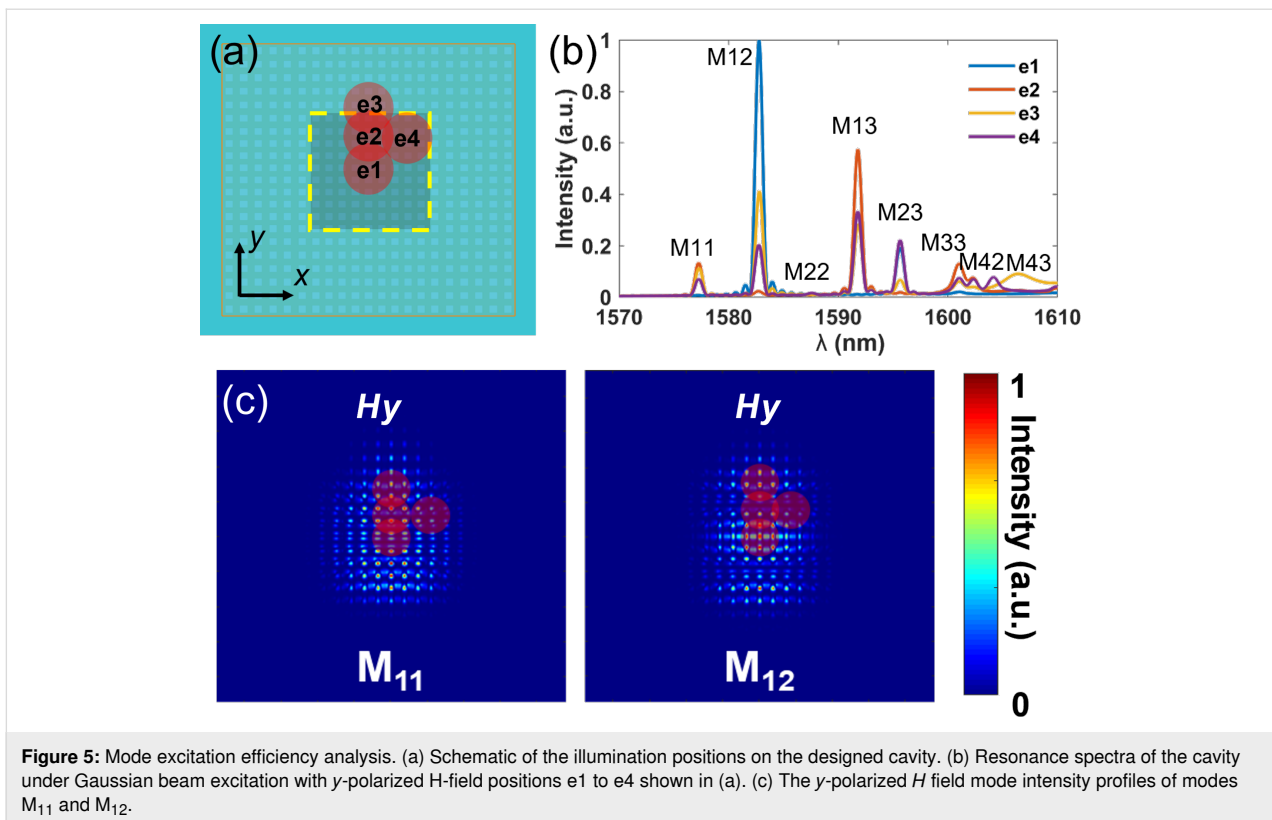 (a)
e3
e2 e4
e1
y
x
(b)
M12
M11
M22
M13
M23
M33
M42 M43
e1
e2
e3
e4
Intensity (a.u.)
1
0.8
0.6
0.4
0.2
0
1570 1580 1590 1600 1610
λ (nm)
(c)
Hy
M11
Hy
M12
1
Intensity (a.u.)
0
Figure 5: Mode excitation efficiency analysis. (a) Schematic of the illumination positions on the designed cavity. (b) Resonance spectra of the cavity
under Gaussian beam excitation with y-polarized H-field positions e1 to e4 shown in (a). (c) The y-polarized H field mode intensity profiles of modes
M11 and M12.